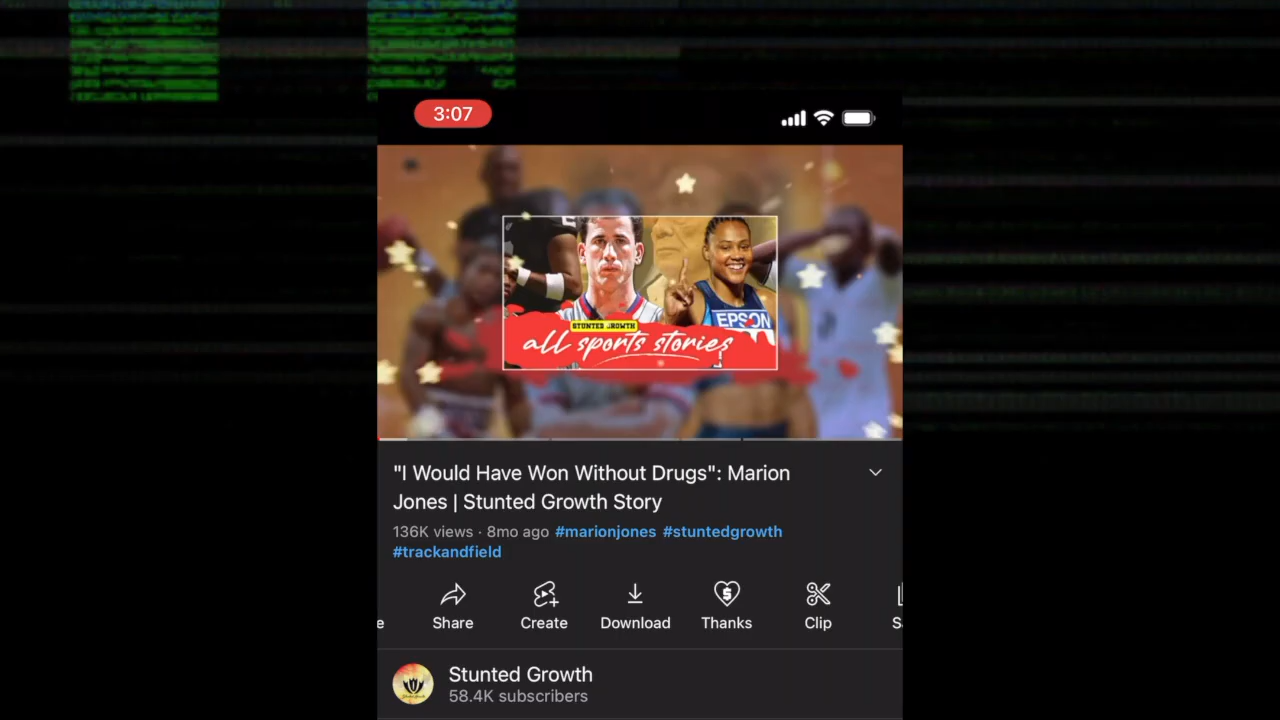 3:07
EPSON
STUNTED GROWTH
all sports stories
"I Would Have Won Without Drugs": Marion
Jones | Stunted Growth Story
136K views · 8mo ago #marionjones #stuntedgrowth
#trackandfield
e Share Create Download Thanks Clip
Stunted Growth
58.4K subscribers